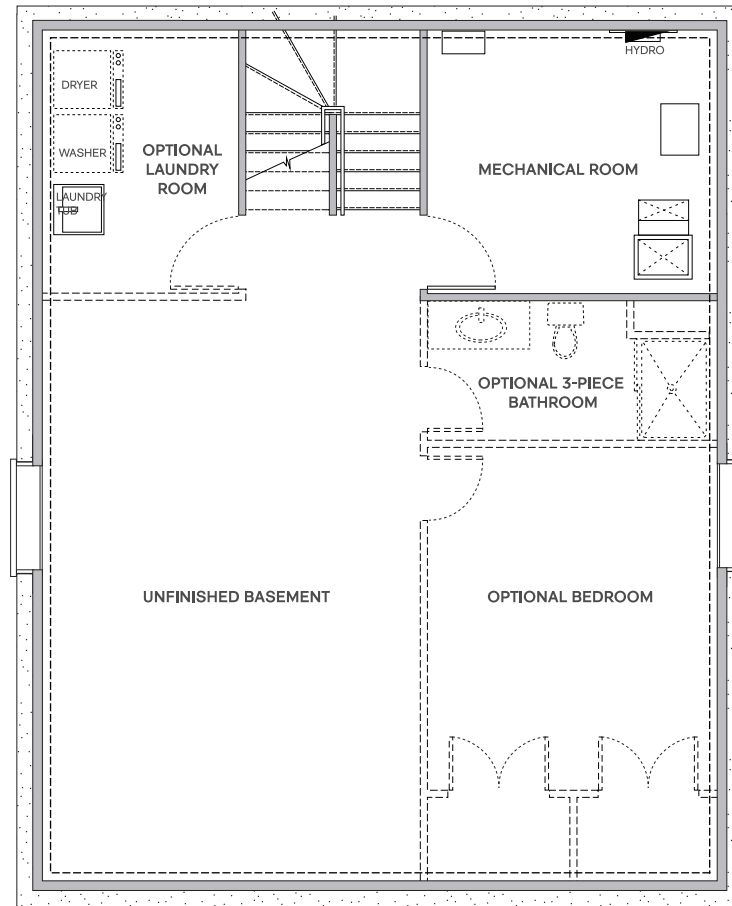 HYDRO
DRYER
WASHER
OPTIONAL
LAUNDRY
ROOM
MECHANICAL ROOM
LAUNDRY
TUB
OPTIONAL 3-PIECE
BATHROOM
UNFINISHED BASEMENT
OPTIONAL BEDROOM